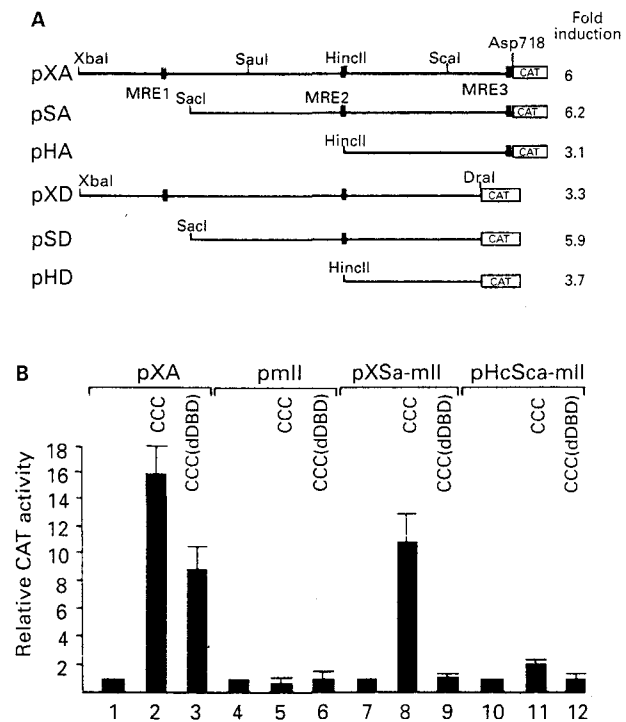 A
Fold
induction
Asp718
XbaI SauI HincII ScaI
pXA CAT 6
MRE1 MRE2 MRE3
SacI
pSA CAT 6.2
HincII
pHA CAT 3.1
XbaI DraI
pXD CAT 3.3
SacI
pSD CAT 5.9
HincII
pHD CAT 3.7
B
pXA pmII pXSa-mII pHcSca-mII
CCC CCC(dDBD) CCC CCC(dDBD) CCC CCC(dDBD) CCC CCC(dDBD)
Relative CAT activity
18
16
14
12
10
8
6
4
2
1 2 3 4 5 6 7 8 9 10 11 12